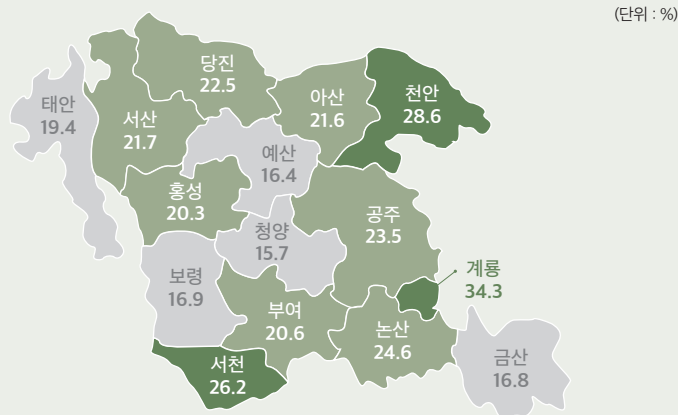 (단위 : %)
당진
22.5
태안
19.4
서산
21.7
아산
21.6
천안
28.6
예산
16.4
홍성
20.3
공주
23.5
청양
15.7
보령
16.9
계룡
34.3
부여
20.6
논산
24.6
서천
26.2
금산
16.8